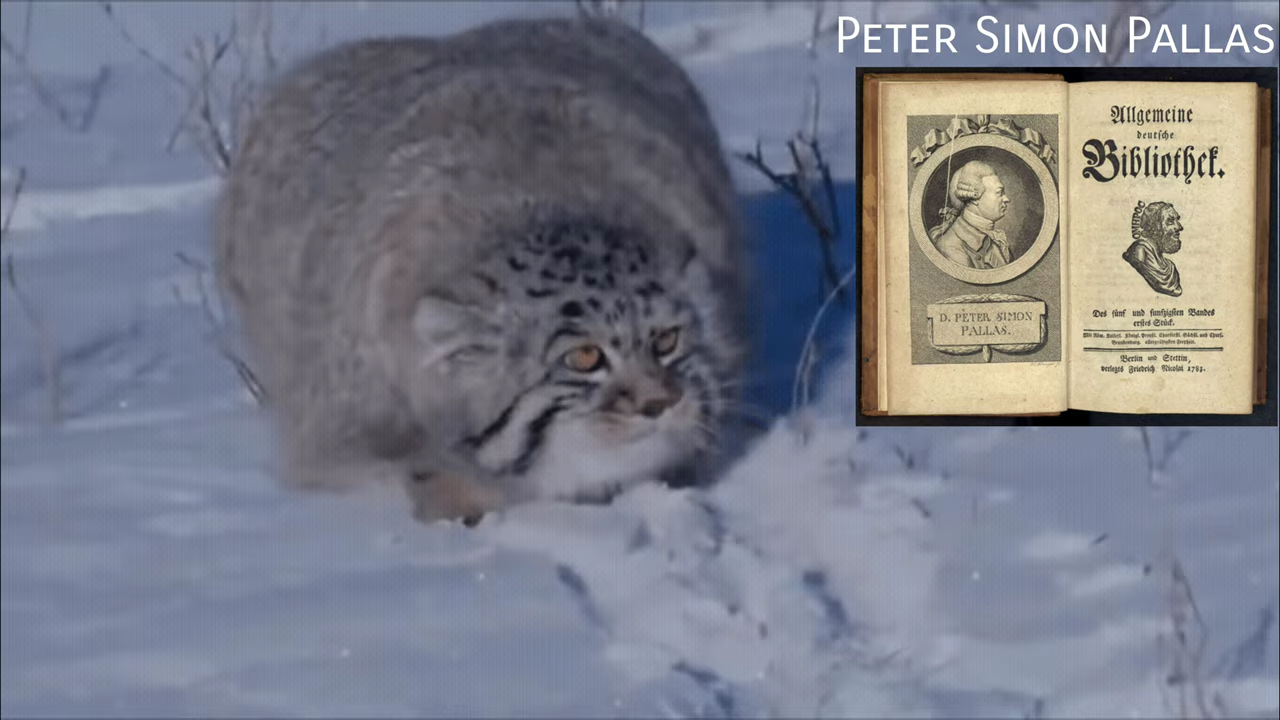 PETER SIMON PALLAS
D. PETER SIMON
PALLAS.
Allgemeine
deutsche
Bibliothek.
Des fünf und funfzigsten Bandes
erstes Stück.
Berlin und Stettin,
verlegts Friedrich Nicolai 1783.